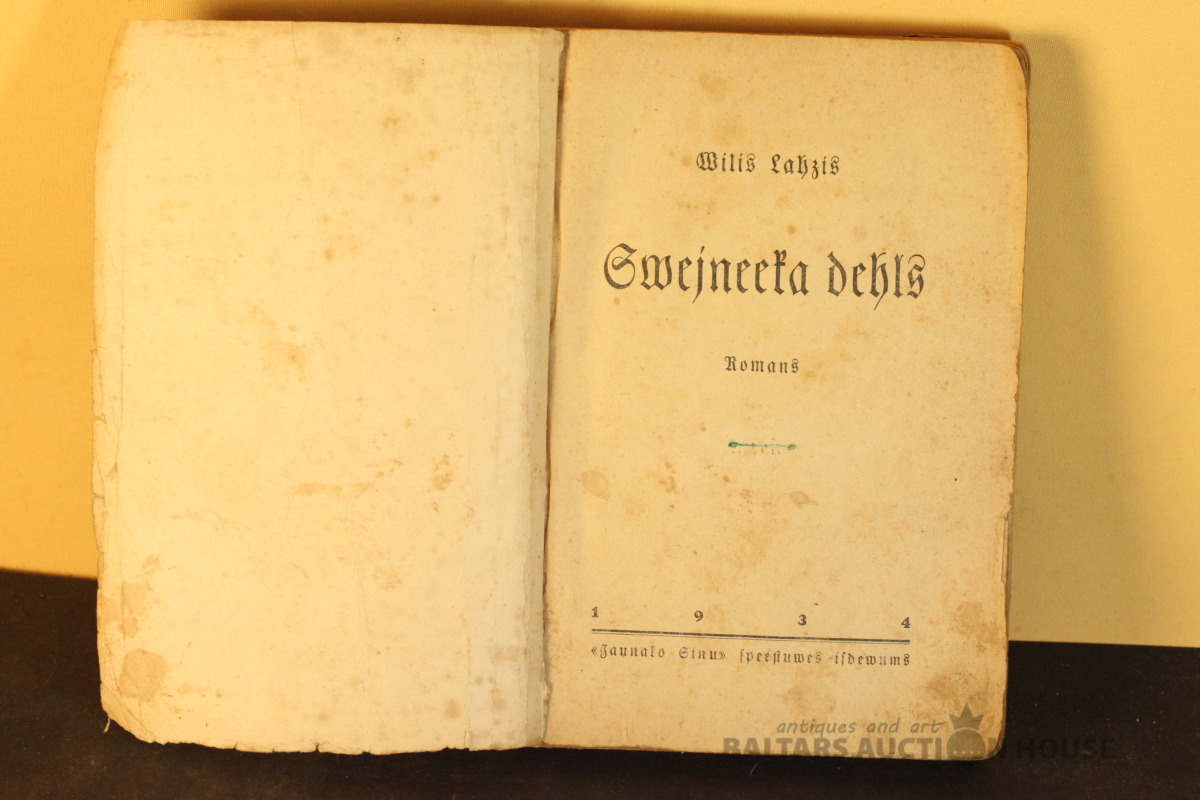 Wilis Lahzis
Swejneeka dehls
Romans
1 9 3 4
«Jaunako Sinu» speestuwes isdewums
antiques and art
BALTARS AUCTION HOUSE